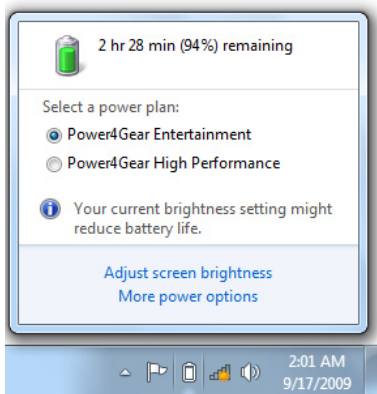 2 hr 28 min (94%) remaining
Select a power plan:
Power4Gear Entertainment
Power4Gear High Performance
Your current brightness setting might
reduce battery life.
Adjust screen brightness
More power options
2:01 AM
9/17/2009